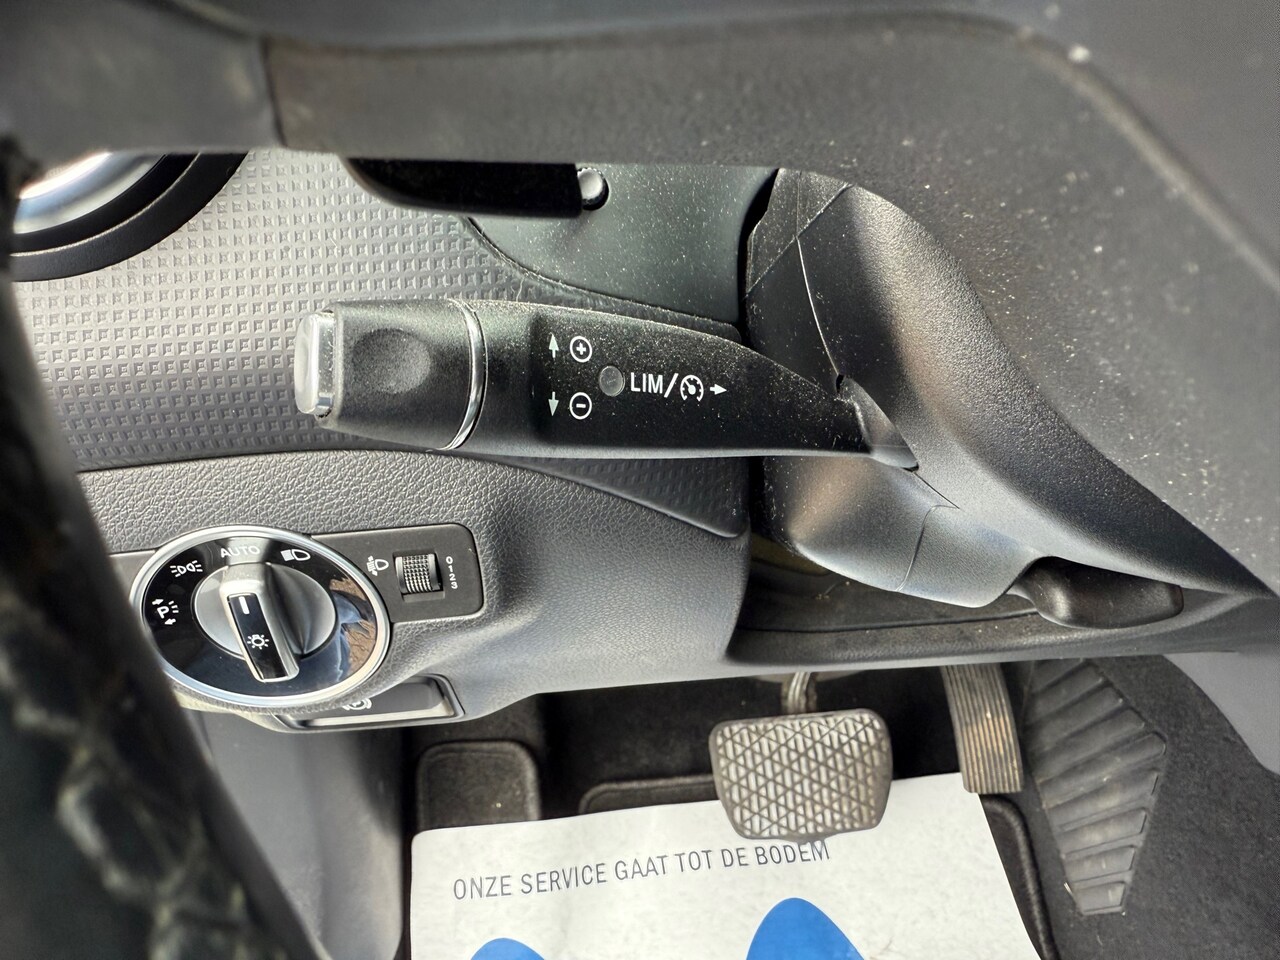 LIM/
AUTO
P
0
1
2
3
ONZE SERVICE GAAT TOT DE BODEM